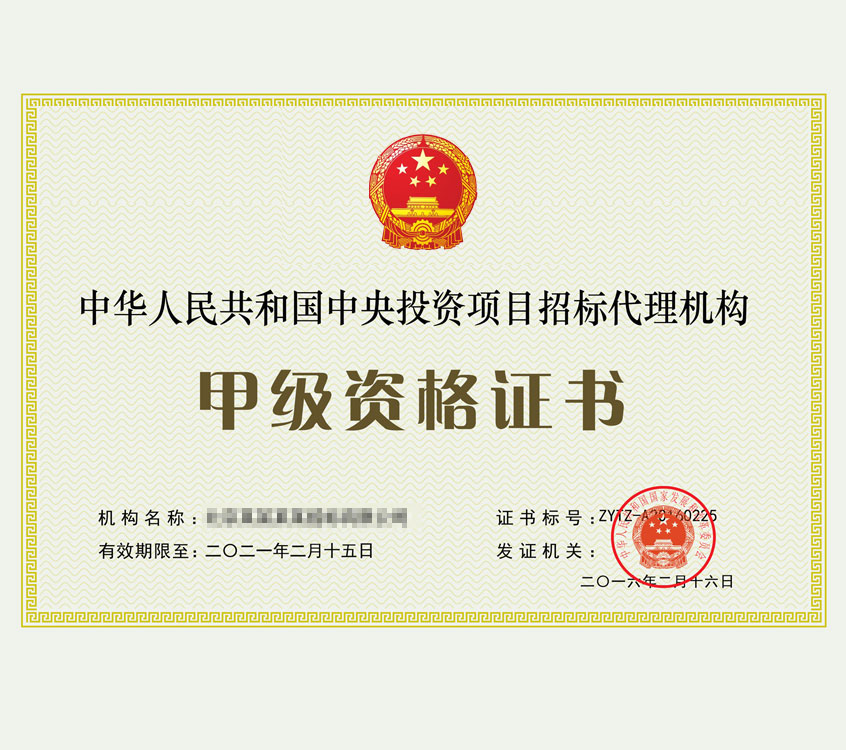 中华人民共和国中央投资项目招标代理机构
甲级资格证书
机构名称：
有效期限至：二〇二一年二月十五日
证书标号：ZYTZ-A20160225
发证机关：
中华人民共和国国家发展和改革委员会
二〇一六年二月十六日